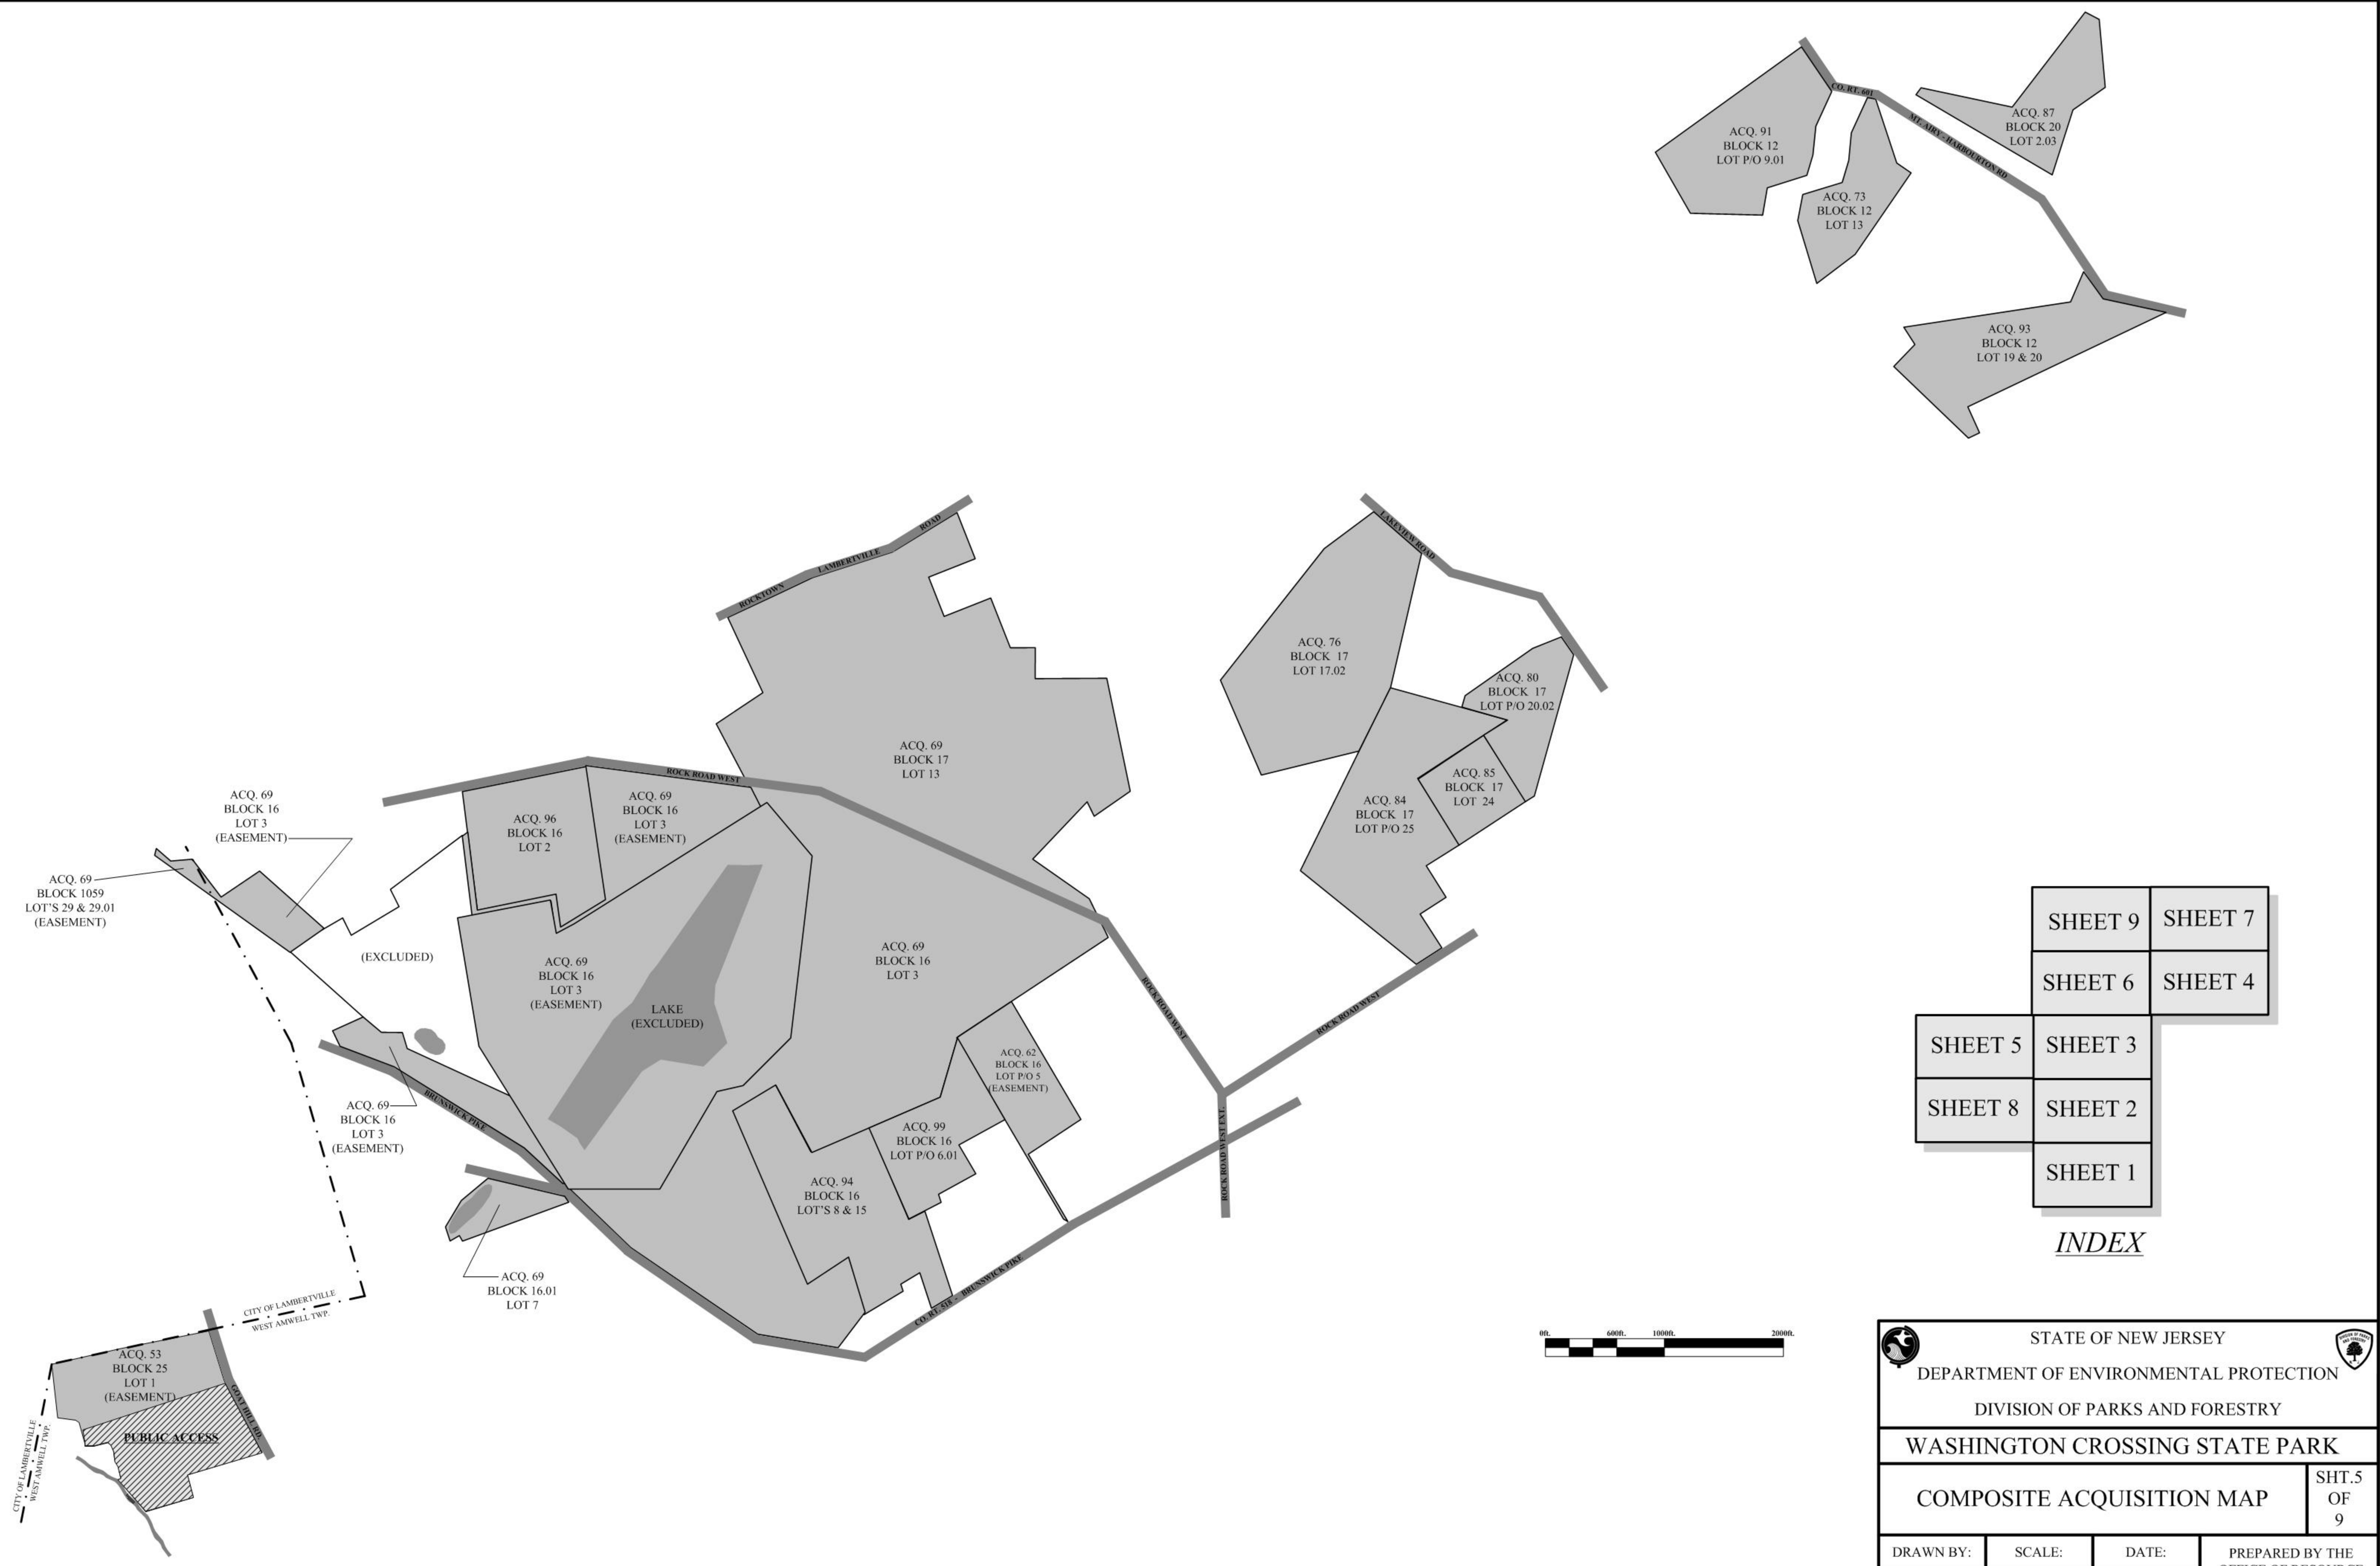 CO. RT. 601
MT. AIRY - HARBOURTON RD
ACQ. 87
BLOCK 20
LOT 2.03
ACQ. 91
BLOCK 12
LOT P/O 9.01
ACQ. 73
BLOCK 12
LOT 13
ACQ. 93
BLOCK 12
LOT 19 & 20
ROCKTOWN LAMBERTVILLE ROAD
LAKEVIEW ROAD
ACQ. 76
BLOCK 17
LOT 17.02
ACQ. 80
BLOCK 17
LOT P/O 20.02
ACQ. 69
BLOCK 17
LOT 13
ACQ. 85
BLOCK 17
LOT 24
ACQ. 84
BLOCK 17
LOT P/O 25
ROCK ROAD WEST
ACQ. 69
BLOCK 16
LOT 3
(EASEMENT)
ACQ. 69
BLOCK 16
LOT 3
(EASEMENT)
ACQ. 96
BLOCK 16
LOT 2
ACQ. 69
BLOCK 1059
LOT'S 29 & 29.01
(EASEMENT)
(EXCLUDED)
ACQ. 69
BLOCK 16
LOT 3
(EASEMENT)
LAKE
(EXCLUDED)
ACQ. 69
BLOCK 16
LOT 3
ROCK ROAD WEST
ROCK ROAD WEST
ACQ. 62
BLOCK 16
LOT P/O 5
(EASEMENT)
ACQ. 69
BLOCK 16
LOT 3
(EASEMENT)
BRUNSWICK PIKE
ACQ. 99
BLOCK 16
LOT P/O 6.01
ACQ. 94
BLOCK 16
LOT'S 8 & 15
ROCK ROAD WEST EXT.
ACQ. 69
BLOCK 16.01
LOT 7
CO. RT. 518 - BRUNSWICK PIKE
CITY OF LAMBERTVILLE
WEST AMWELL TWP.
ACQ. 53
BLOCK 25
LOT 1
(EASEMENT)
GOAT HILL RD.
PUBLIC ACCESS
CITY OF LAMBERTVILLE
WEST AMWELL TWP.
0ft. 600ft. 1000ft. 2000ft.
SHEET 9 SHEET 7
SHEET 6 SHEET 4
SHEET 5 SHEET 3
SHEET 8 SHEET 2
SHEET 1
INDEX
STATE OF NEW JERSEY
DEPARTMENT OF ENVIRONMENTAL PROTECTION
DIVISION OF PARKS AND FORESTRY
WASHINGTON CROSSING STATE PARK
COMPOSITE ACQUISITION MAP
SHT.5
OF
9
DRAWN BY: SCALE: DATE: PREPARED BY THE